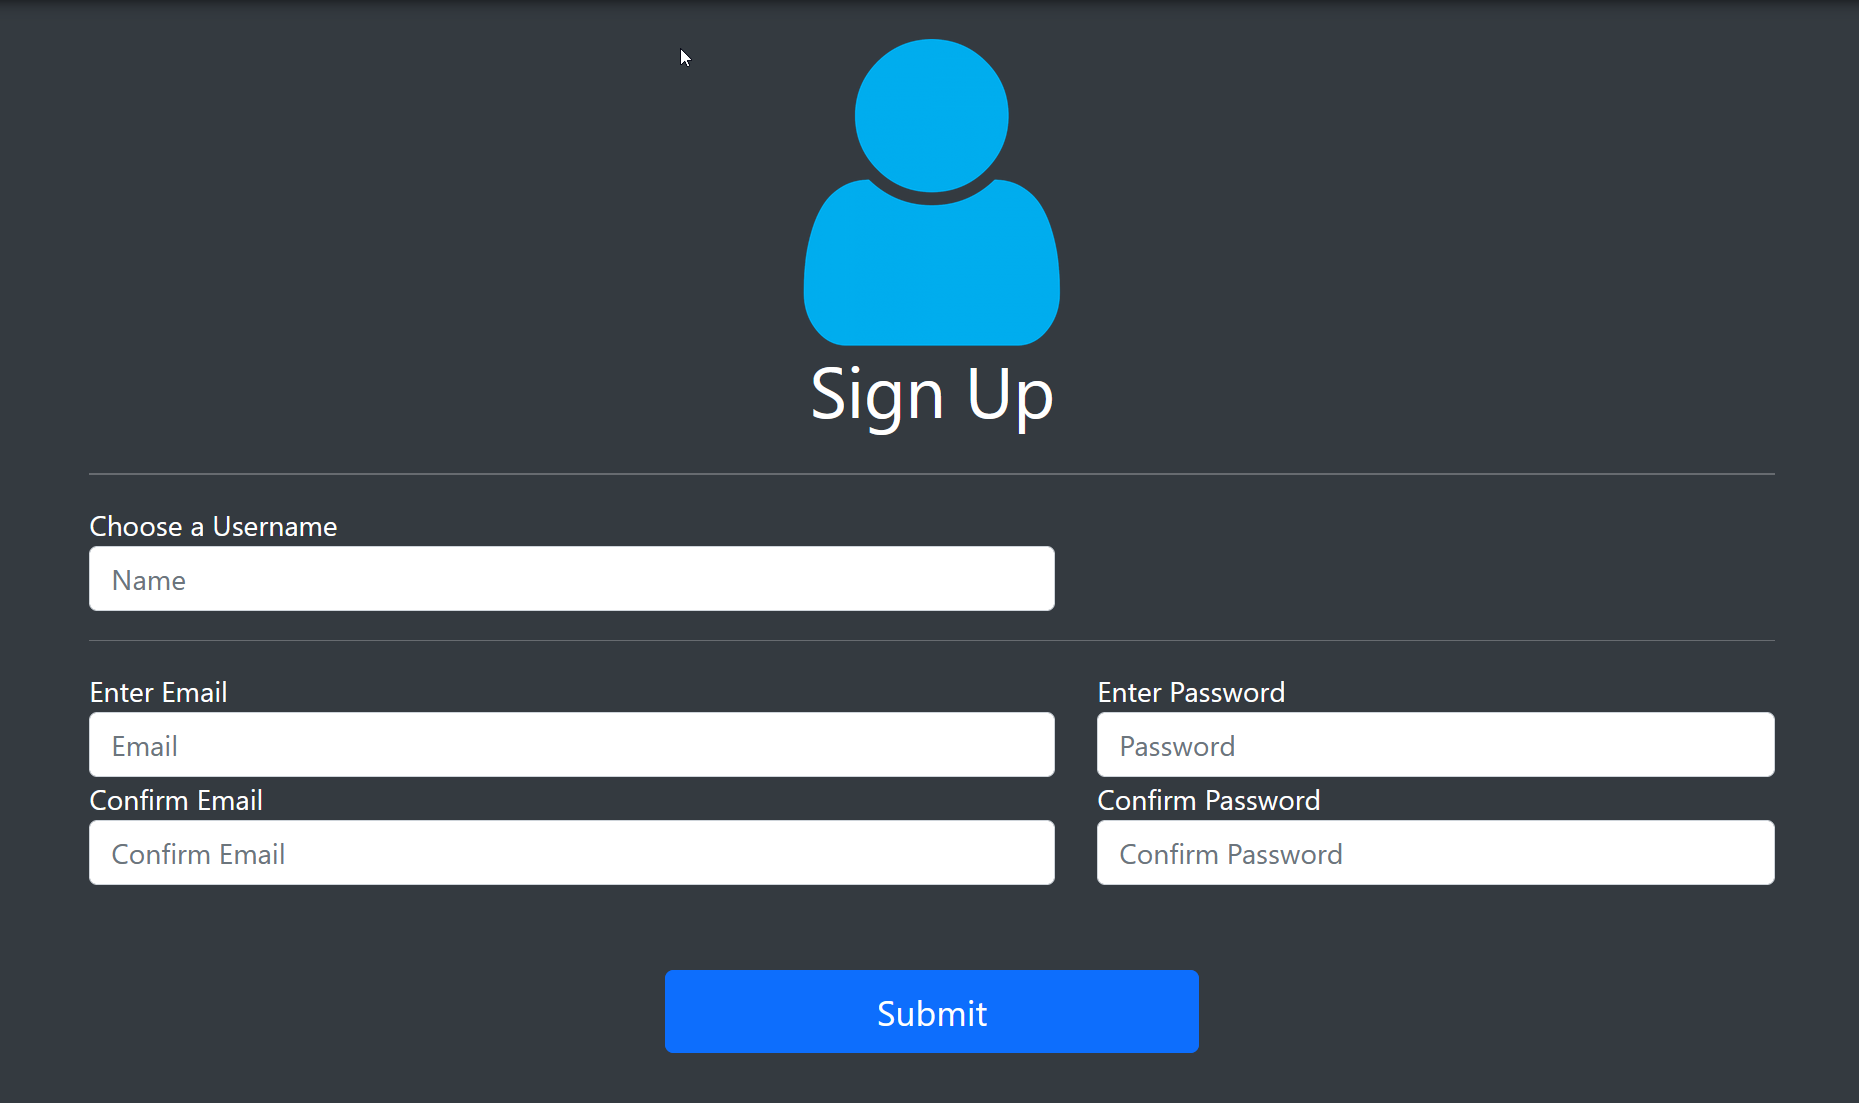 Sign Up
Choose a Username
Name
Enter Email
Enter Password
Email
Password
Confirm Email
Confirm Password
Confirm Email
Confirm Password
Submit